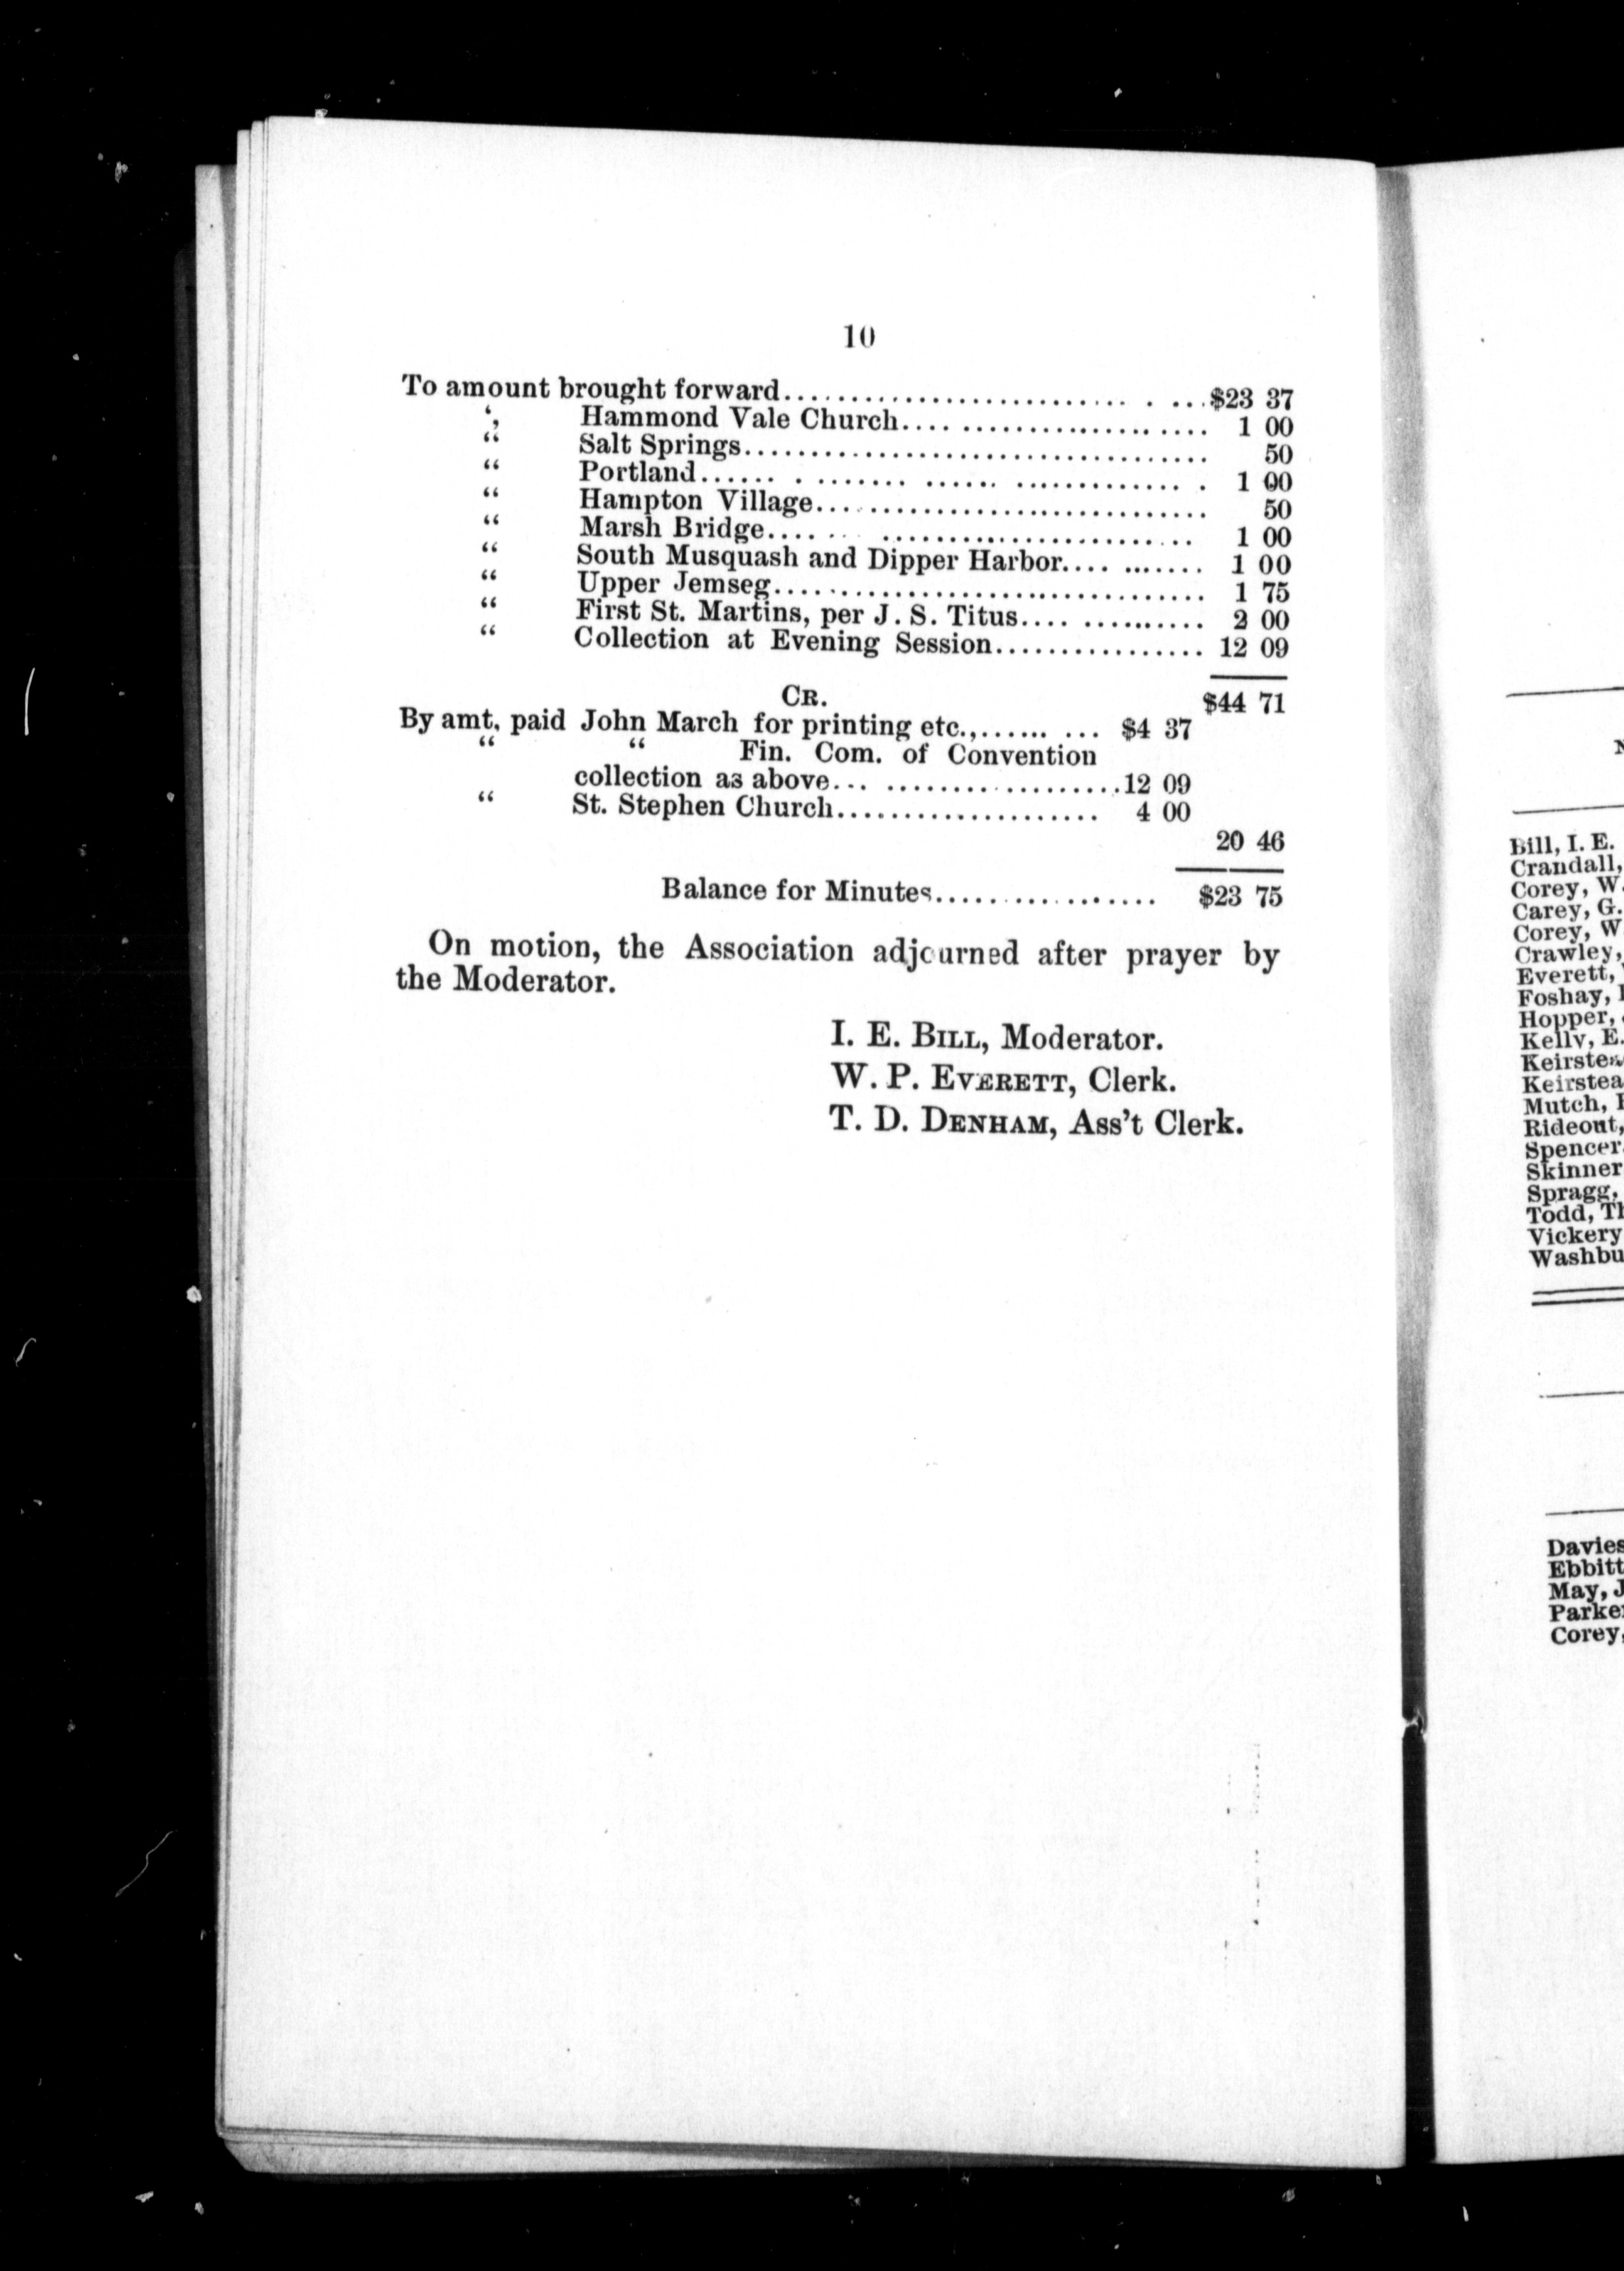 10
To amount brought forward............................ . ...$23 37
‘, Hammond Vale Church.... .................... .... 1 00
“ Salt Springs................................... 50
“ Portland...... . ....... ...... ............. . 1 00
“ Hampton Village.............................. 50
“ Marsh Bridge.... .. ........................ 1 00
“ South Musquash and Dipper Harbor.... ....... 1 00
“ Upper Jemseg................................. 1 75
“ First St. Martins, per J. S. Titus.... .......... 2 00
“ Collection at Evening Session................ 12 09
CR. $44 71
By amt. paid John March for printing etc.,...... ... $4 37
“ “ Fin. Com. of Convention
collection as above... ..................12 09
“ St. Stephen Church.................... 4 00
20 46
Balance for Minutes................. $23 75
On motion, the Association adjourned after prayer by
the Moderator.
I. E. BILL, Moderator.
W. P. EVERETT, Clerk.
T. D. DENHAM, Ass’t Clerk.
Bill, I. E.
Crandall,
Corey, W.
Carey, G.
Corey, W
Crawley,
Everett,
Foshay,
Hopper,
Kelly, E.
Keirstea
Keirstea
Mutch,
Rideout,
Spencer
Skinner
Spragg,
Todd, Th
Vickery
Washbu
Davies
Ebbitt
May, J
Parker
Corey,